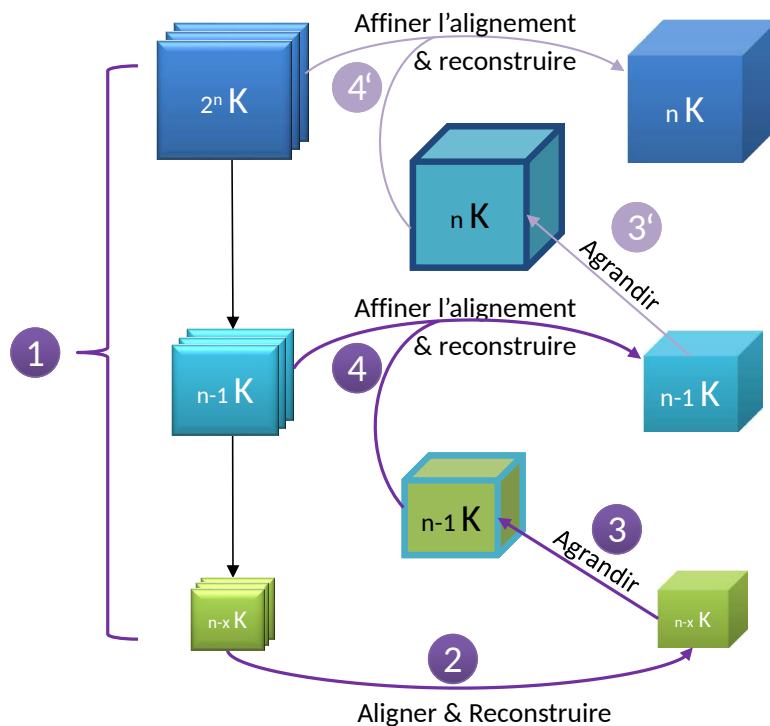 Affiner l’alignement
& reconstruire
2ⁿ K
4‘
n K
n K
3‘
Agrandir
1
Affiner l’alignement
& reconstruire
4
n-1 K
n-1 K
n-1 K
3
Agrandir
n-x K
n-x K
2
Aligner & Reconstruire